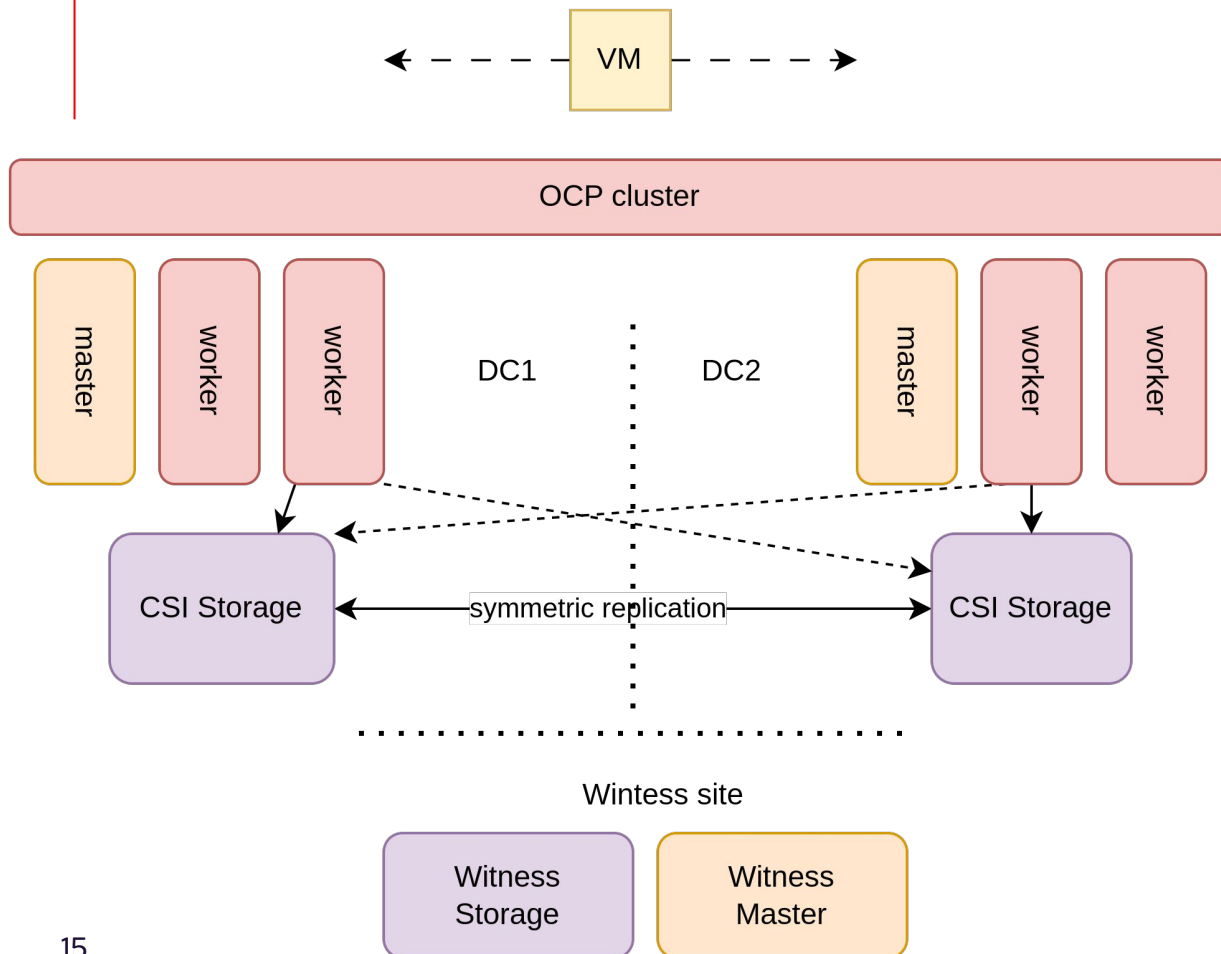 VM
OCP cluster
master
worker
worker
DC1
DC2
master
worker
worker
CSI Storage
symmetric replication
CSI Storage
Wintess site
Witness
Storage
Witness
Master
15